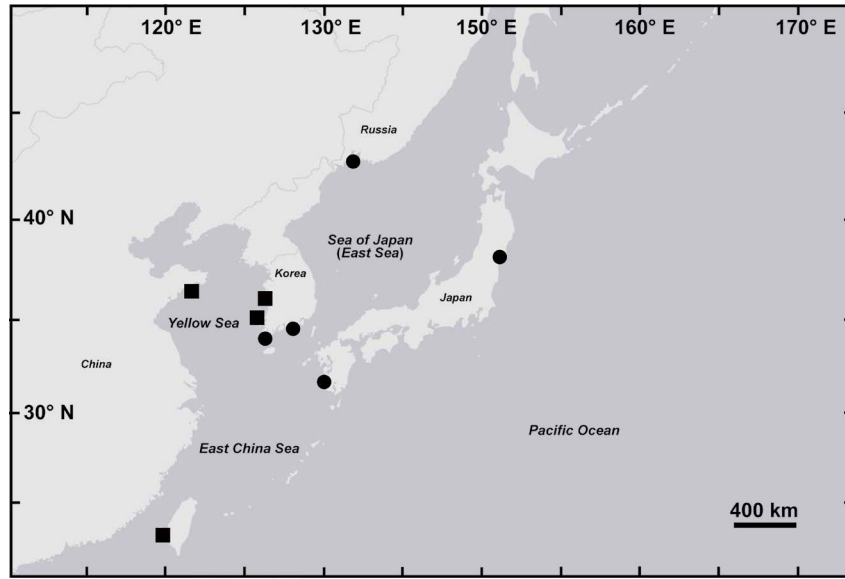 120° E 130° E 150° E 160° E 170° E
Russia
40° N
Sea of Japan
(East Sea)
Korea
Japan
Yellow Sea
China
30° N
East China Sea
Pacific Ocean
400 km